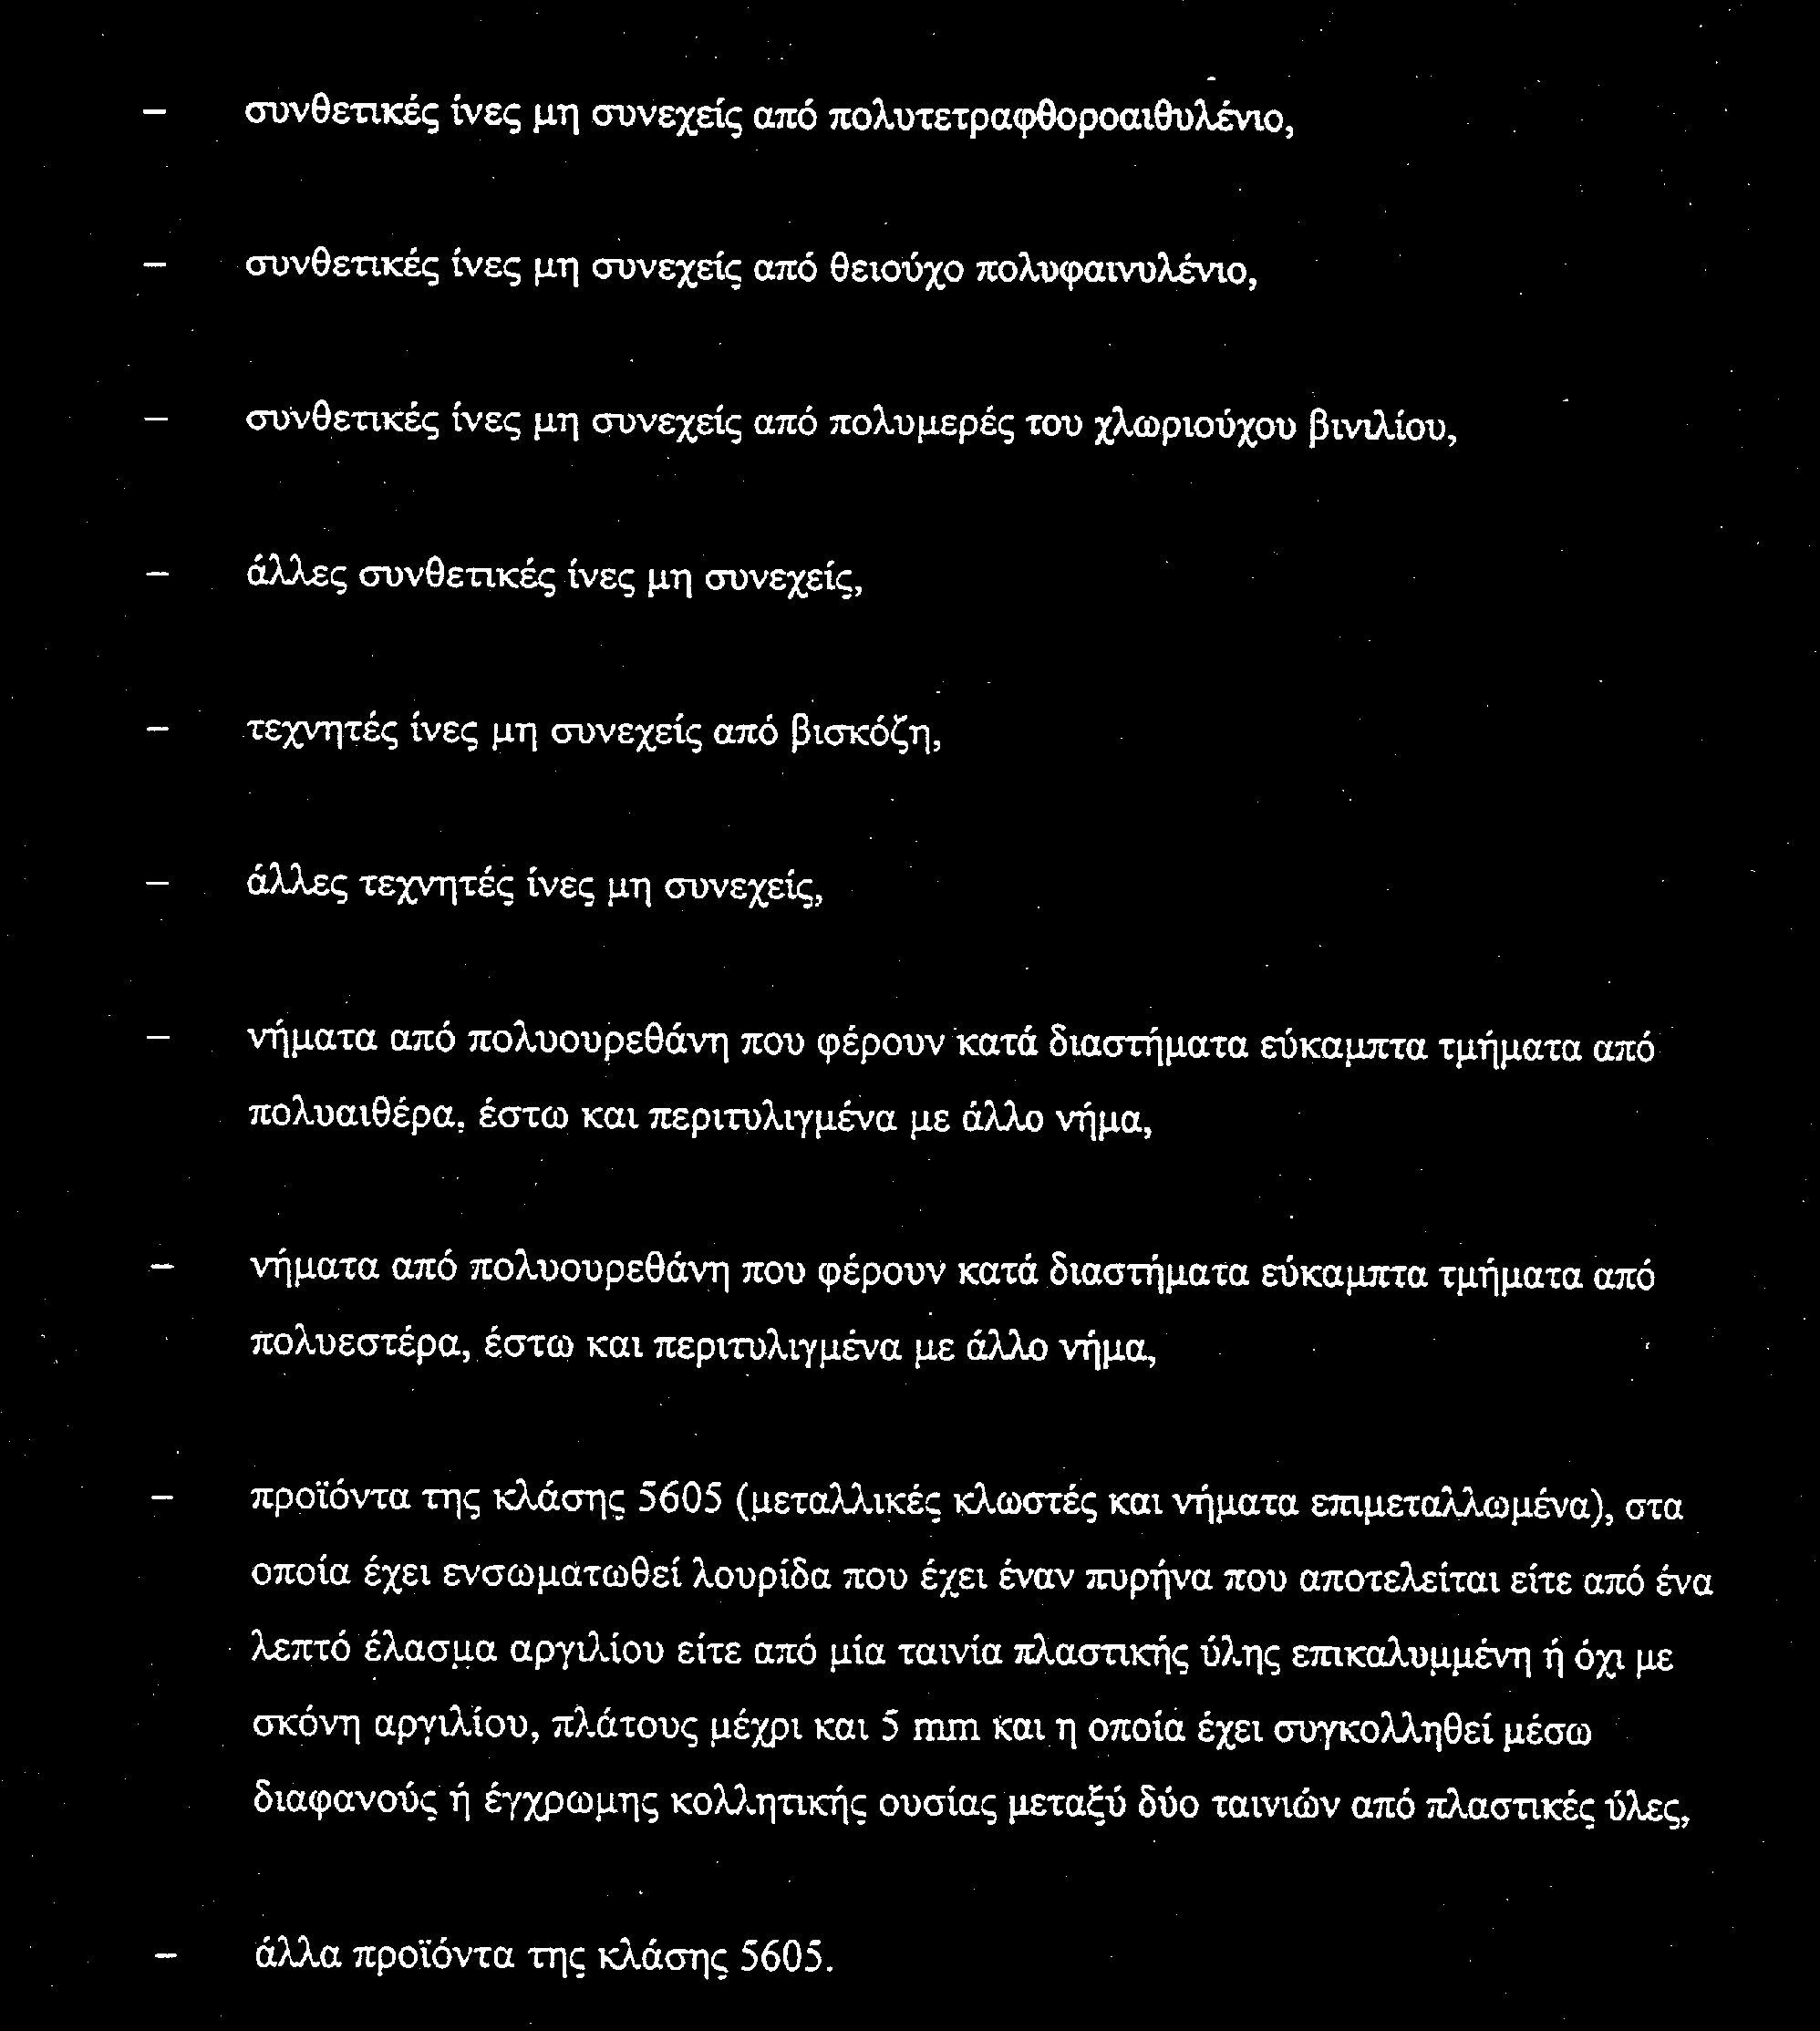 – συνθετικές ίνες μη συνεχείς από πολυτετραφθοροαιθυλένιο,
– συνθετικές ίνες μη συνεχείς από θειούχο πολυφαινυλένιο,
– συνθετικές ίνες μη συνεχείς από πολυμερές του χλωριούχου βινιλίου,
– άλλες συνθετικές ίνες μη συνεχείς,
– τεχνητές ίνες μη συνεχείς από βισκόζη,
– άλλες τεχνητές ίνες μη συνεχείς,
– νήματα από πολυουρεθάνη που φέρουν κατά διαστήματα εύκαμπτα τμήματα από
πολυαιθέρα, έστω και περιτυλιγμένα με άλλο νήμα,
– νήματα από πολυουρεθάνη που φέρουν κατά διαστήματα εύκαμπτα τμήματα από
πολυεστέρα, έστω και περιτυλιγμένα με άλλο νήμα,
– προϊόντα της κλάσης 5605 (μεταλλικές κλωστές και νήματα επιμεταλλωμένα), στα
οποία έχει ενσωματωθεί λουρίδα που έχει έναν πυρήνα που αποτελείται είτε από ένα
λεπτό έλασμα αργιλίου είτε από μία ταινία πλαστικής ύλης επικαλυμμένη ή όχι με
σκόνη αργιλίου, πλάτους μέχρι και 5 mm και η οποία έχει συγκολληθεί μέσω
διαφανούς ή έγχρωμης κολλητικής ουσίας μεταξύ δύο ταινιών από πλαστικές ύλες,
– άλλα προϊόντα της κλάσης 5605.